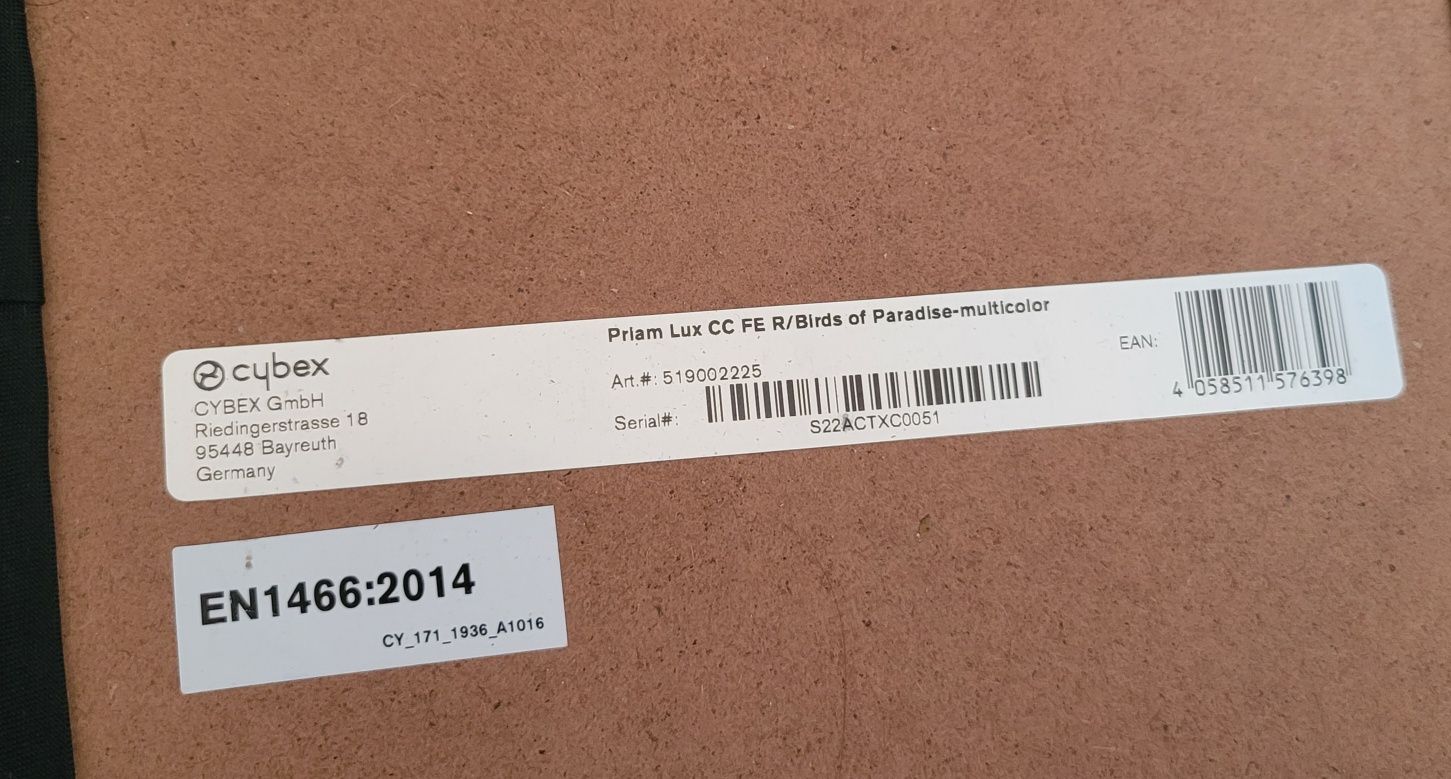 cybex
CYBEX GmbH
Riedingerstrasse 18
95448 Bayreuth
Germany
Priam Lux CC FE R/Birds of Paradise-multicolor
Art.#: 519002225
Serial#:
S22ACTXC0051
EAN:
4 058511 576398
EN1466:2014
CY_171_1936_A1016